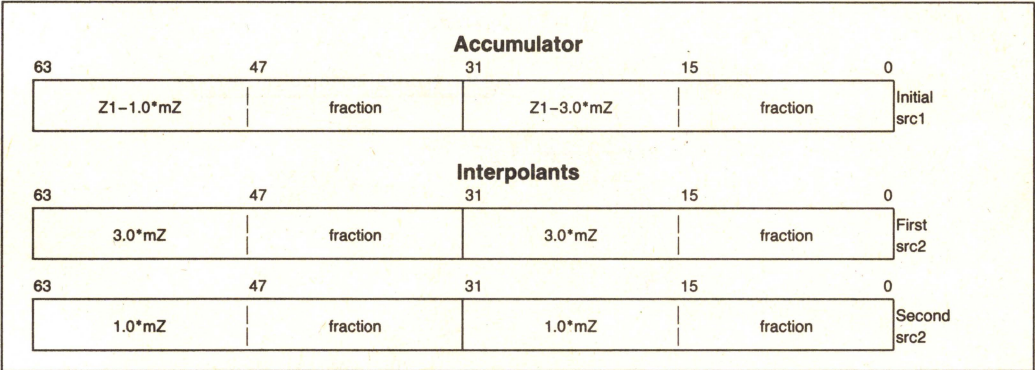 Accumulator
63 47 31 15 0
Z1–1.0*mZ fraction Z1–3.0*mZ fraction Initial
src1
Interpolants
63 47 31 15 0
3.0*mZ fraction 3.0*mZ fraction First
src2
63 47 31 15 0
1.0*mZ fraction 1.0*mZ fraction Second
src2